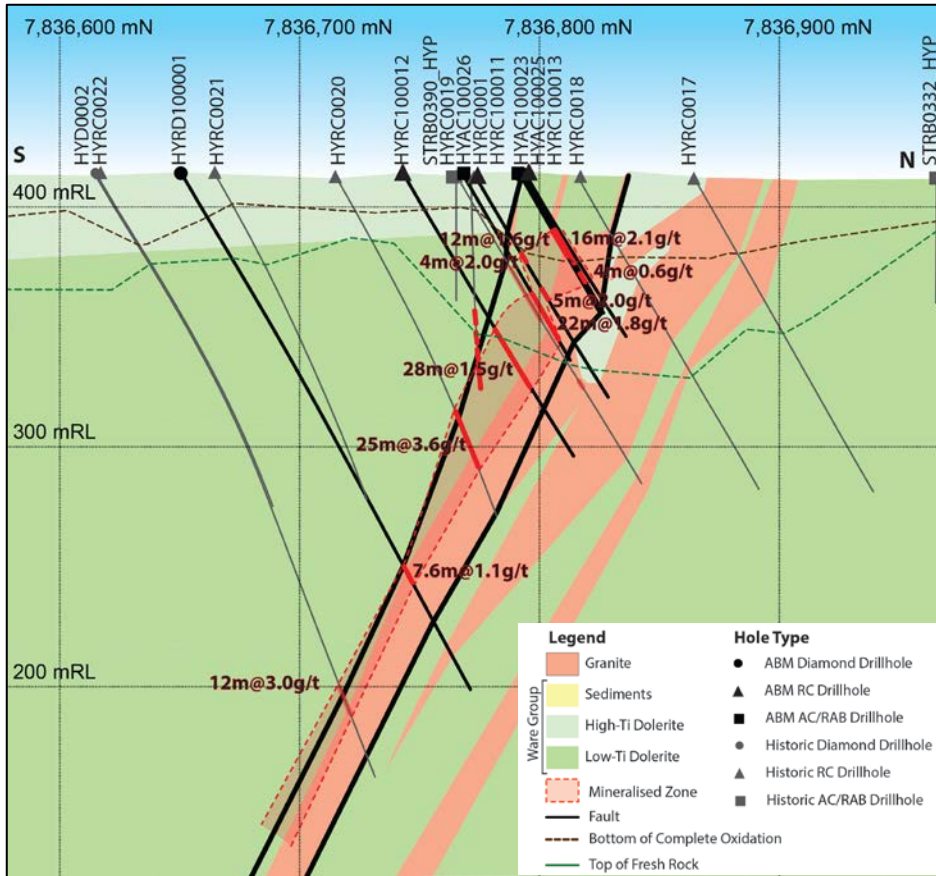 7,836,600 mN
7,836,700 mN
7,836,800 mN
7,836,900 mN
HYD0002
HYRC0022
HYRD100001
HYRC0021
HYRC0020
HYRC100012
STRB0390_HYP
HYRC0019
HYAC100026
HYRC0001
HYRC100011
HYAC100023
HYAC100025
HYRC100013
HYRC0018
HYRC0017
STRB0332_HYP
S
N
400 mRL
12m@1.6g/t
16m@2.1g/t
4m@2.0g/t
4m@0.6g/t
22m@1.8g/t
28m@1.5g/t
300 mRL
25m@3.6g/t
7.6m@1.1g/t
200 mRL
12m@3.0g/t
Legend
Granite
Sediments
High-Ti Dolerite
Low-Ti Dolerite
Ware Group
Mineralised Zone
Fault
Bottom of Complete Oxidation
Top of Fresh Rock
Hole Type
ABM Diamond Drillhole
ABM RC Drillhole
ABM AC/RAB Drillhole
Historic Diamond Drillhole
Historic RC Drillhole
Historic AC/RAB Drillhole